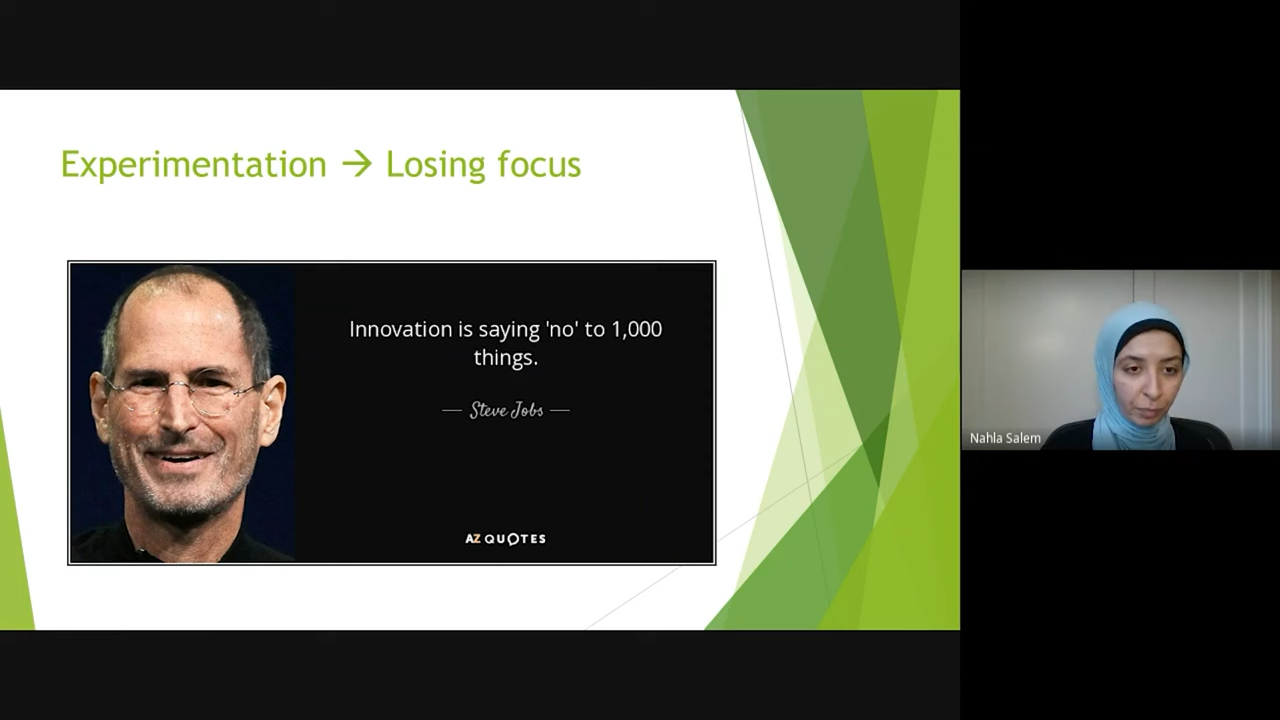 Experimentation → Losing focus
Innovation is saying 'no' to 1,000
things.
— Steve Jobs —
AZ QUOTES
Nahla Salem